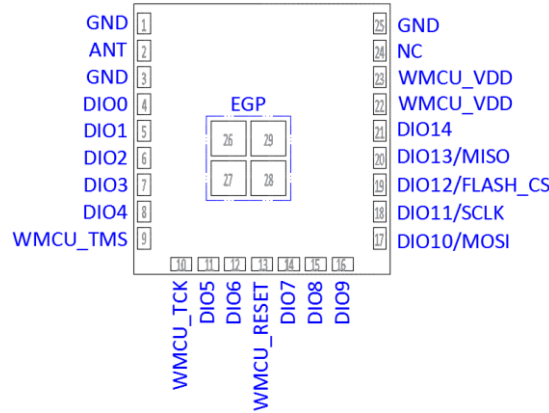 GND 1
ANT 2
GND 3
DIO0 4
DIO1 5
DIO2 6
DIO3 7
DIO4 8
WMCU_TMS 9
EGP
26 29
27 28
25 GND
24 NC
23 WMCU_VDD
22 WMCU_VDD
21 DIO14
20 DIO13/MISO
19 DIO12/FLASH_CS
18 DIO11/SCLK
17 DIO10/MOSI
10 11 12 13 14 15 16
WMCU_TCK
DIO5
DIO6
WMCU_RESET
DIO7
DIO8
DIO9